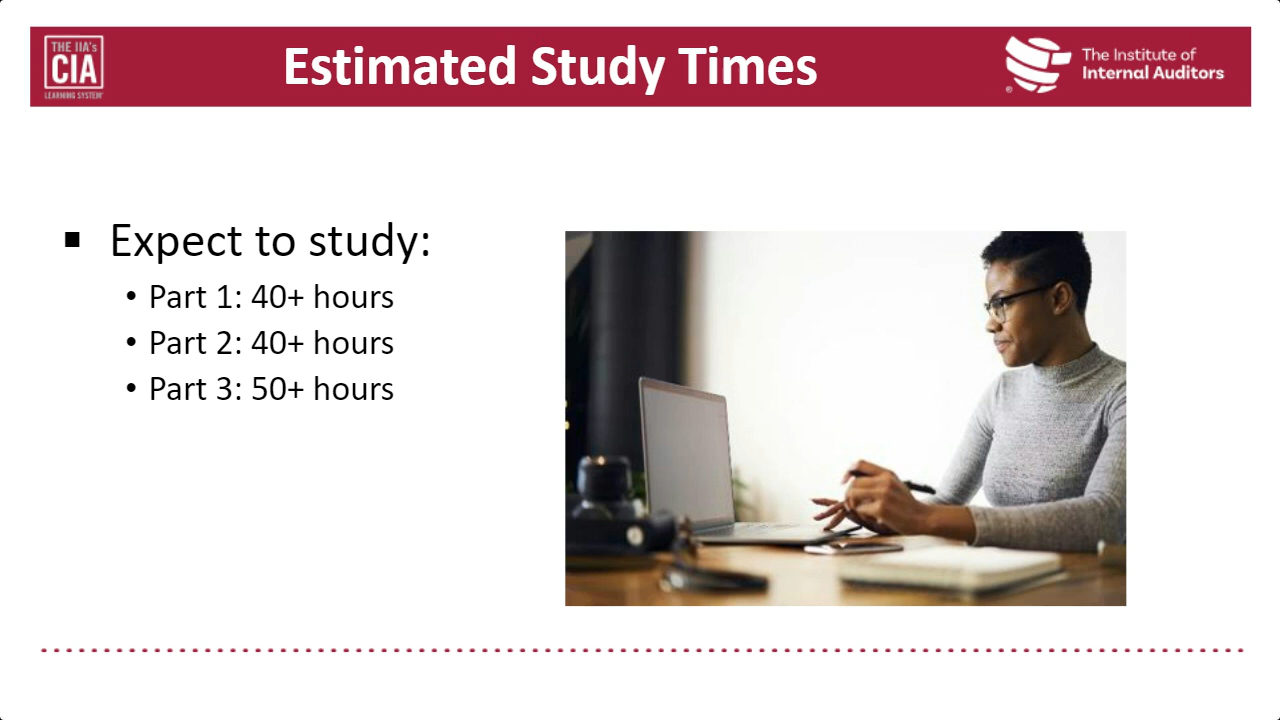 THE IIA's
CIA
LEARNING SYSTEM
Estimated Study Times
The Institute of
Internal Auditors
®
▪ Expect to study:
• Part 1: 40+ hours
• Part 2: 40+ hours
• Part 3: 50+ hours